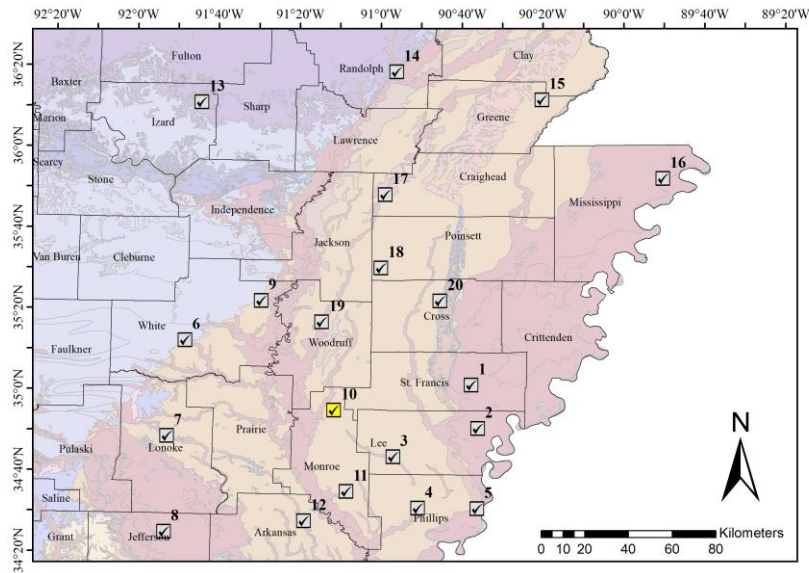 92°20'W 92°0'W 91°40'W 91°20'W 91°0'W 90°40'W 90°20'W 90°0'W 89°40'W 89°20'W
36°20'N
36°0'N
35°40'N
35°20'N
35°0'N
34°40'N
34°20'N
Fulton
Randolph
14
Clay
Baxter
13
Sharp
15
Marion
Izard
Greene
Lawrence
Searcy
Stone
17
Craighead
16
Mississippi
Independence
Jackson
Poinsett
Van Buren
Cleburne
18
9
19
20
Cross
White
6
Woodruff
Crittenden
Faulkner
St. Francis
1
10
2
7
Lonoke
Prairie
Lee
3
Pulaski
Monroe
11
Saline
12
4
5
8
Phillips
Grant
Jefferson
Arkansas
N
Kilometers
0 10 20 40 60 80